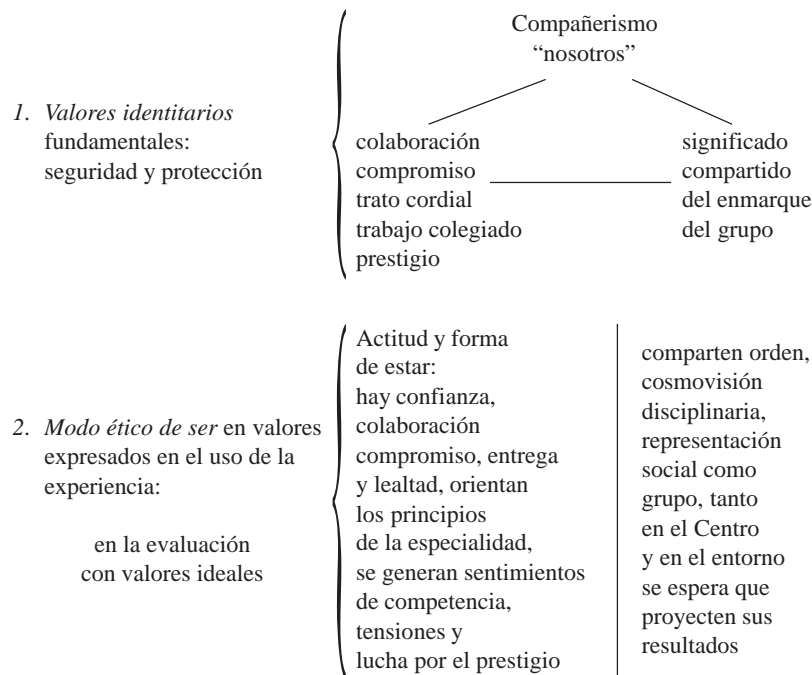 1. Valores identitarios
fundamentales:
seguridad y protección
Compañerismo
“nosotros”
colaboración
compromiso
trato cordial
trabajo colegiado
prestigio
significado
compartido
del enmarque
del grupo
2. Modo ético de ser en valores
expresados en el uso de la
experiencia:
en la evaluación
con valores ideales
Actitud y forma
de estar:
hay confianza,
colaboración
compromiso, entrega
y lealtad, orientan
los principios
de la especialidad,
se generan sentimientos
de competencia,
tensiones y
lucha por el prestigio
comparten orden,
cosmovisión
disciplinaria,
representación
social como
grupo, tanto
en el Centro
y en el entorno
se espera que
proyecten sus
resultados